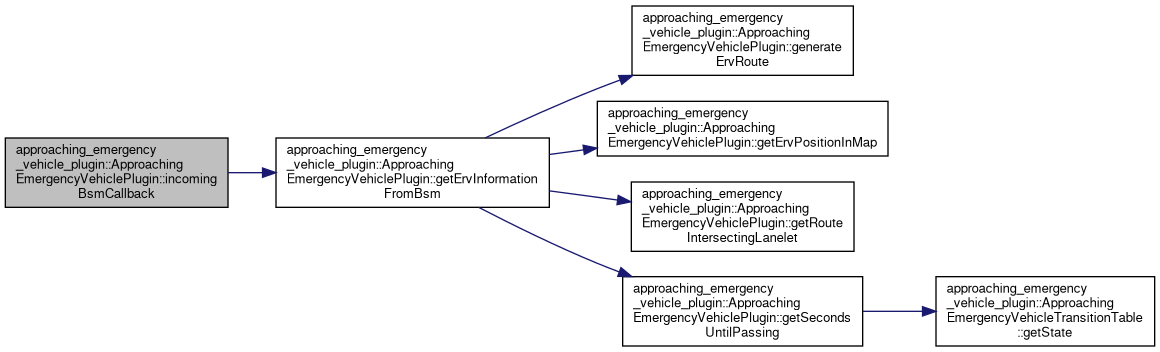 approaching_emergency
_vehicle_plugin::Approaching
EmergencyVehiclePlugin::incoming
BsmCallback
approaching_emergency
_vehicle_plugin::Approaching
EmergencyVehiclePlugin::getErvInformation
FromBsm
approaching_emergency
_vehicle_plugin::Approaching
EmergencyVehiclePlugin::generate
ErvRoute
approaching_emergency
_vehicle_plugin::Approaching
EmergencyVehiclePlugin::getErvPositionInMap
approaching_emergency
_vehicle_plugin::Approaching
EmergencyVehiclePlugin::getRoute
IntersectingLanelet
approaching_emergency
_vehicle_plugin::Approaching
EmergencyVehiclePlugin::getSeconds
UntilPassing
approaching_emergency
_vehicle_plugin::Approaching
EmergencyVehicleTransitionTable
::getState